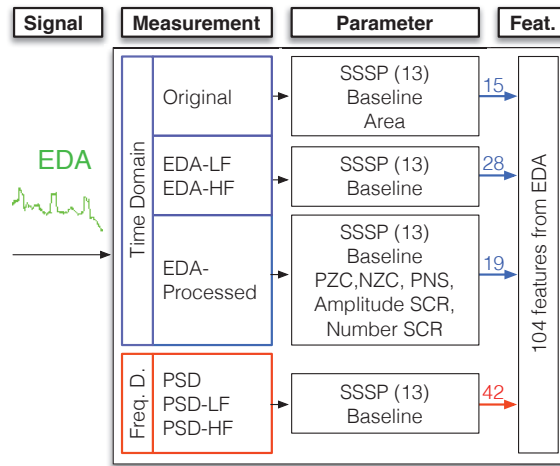 Signal
Measurement
Parameter
Feat.
EDA
Time Domain
Original
SSSP (13)
Baseline
Area
15
EDA-LF
EDA-HF
SSSP (13)
Baseline
28
EDA-
Processed
SSSP (13)
Baseline
PZC,NZC, PNS,
Amplitude SCR,
Number SCR
19
Freq. D.
PSD
PSD-LF
PSD-HF
SSSP (13)
Baseline
42
104 features from EDA